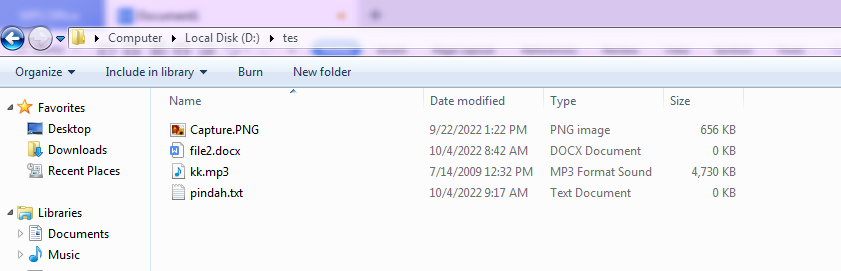 Computer Local Disk (D:) tes
Organize Include in library Burn New folder
Favorites
Desktop
Downloads
Recent Places
Libraries
Documents
Music
Name Date modified Type Size
Capture.PNG 9/22/2022 1:22 PM PNG image 656 KB
file2.docx 10/4/2022 8:42 AM DOCX Document 0 KB
kk.mp3 7/14/2009 12:32 PM MP3 Format Sound 4,730 KB
pindah.txt 10/4/2022 9:17 AM Text Document 0 KB